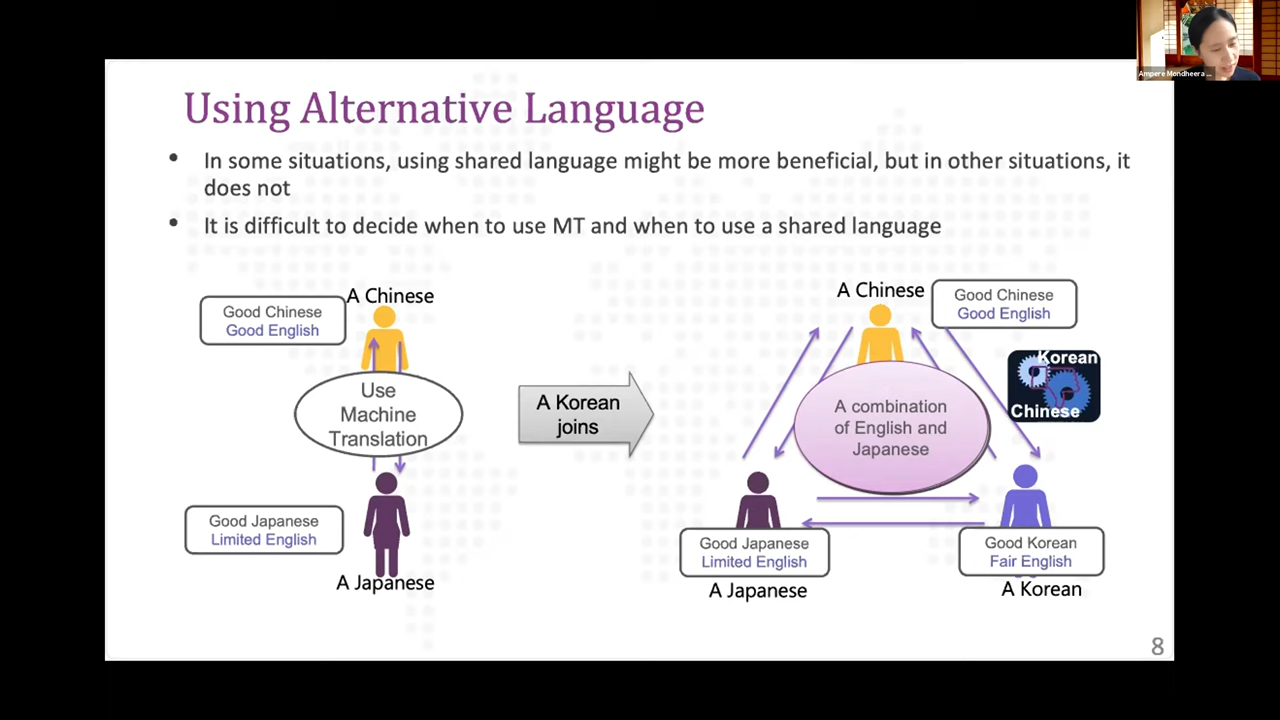 Ampere Mondheera ...
Using Alternative Language
• In some situations, using shared language might be more beneficial, but in other situations, it
does not
• It is difficult to decide when to use MT and when to use a shared language
A Chinese
Good Chinese
Good English
Use
Machine
Translation
Good Japanese
Limited English
A Japanese
A Korean
joins
A Chinese
Good Chinese
Good English
Korean
Chinese
A combination
of English and
Japanese
Good Japanese
Limited English
A Japanese
Good Korean
Fair English
A Korean
8